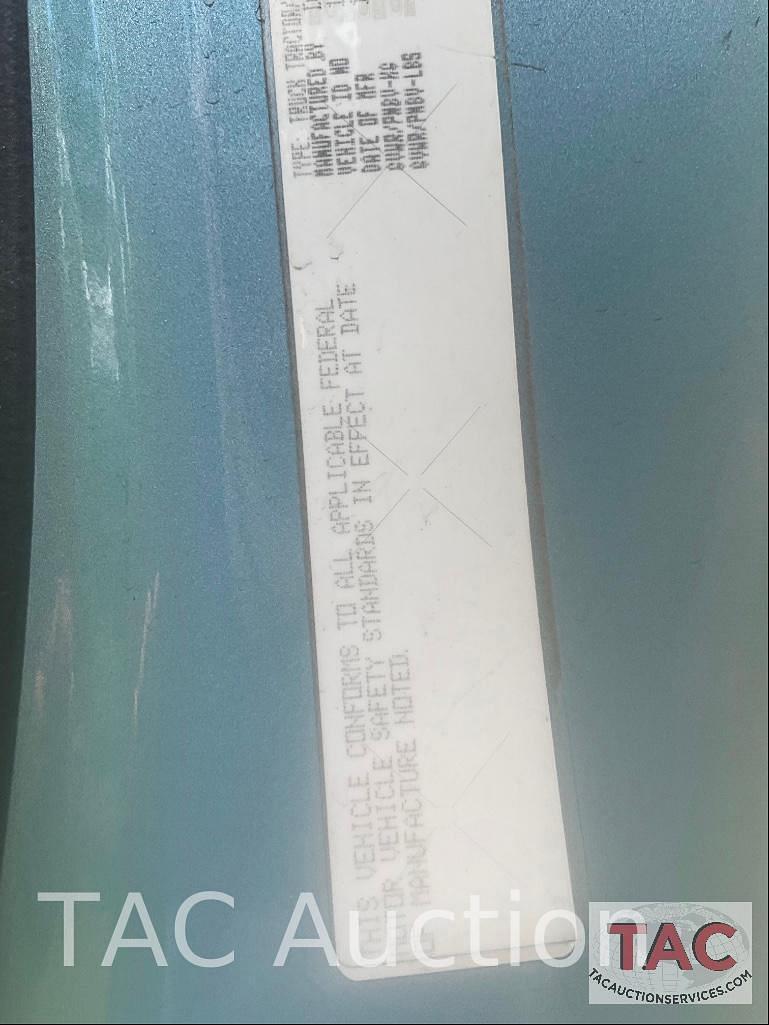 THIS VEHICLE CONFORMS TO ALL APPLICABLE FEDERAL
VEHICLE SAFETY STANDARDS IN EFFECT AT DATE
MANUFACTURE NOTED.
TYPE: TRUCK TRACTOR
MANUFACTURED BY
VEHICLE ID NO
DATE OF MFR
GVWR/PNBV-KG
GVWR/PNBV-LBS
TAC Auction
TAC
TACAUCTIONSERVICES.COM